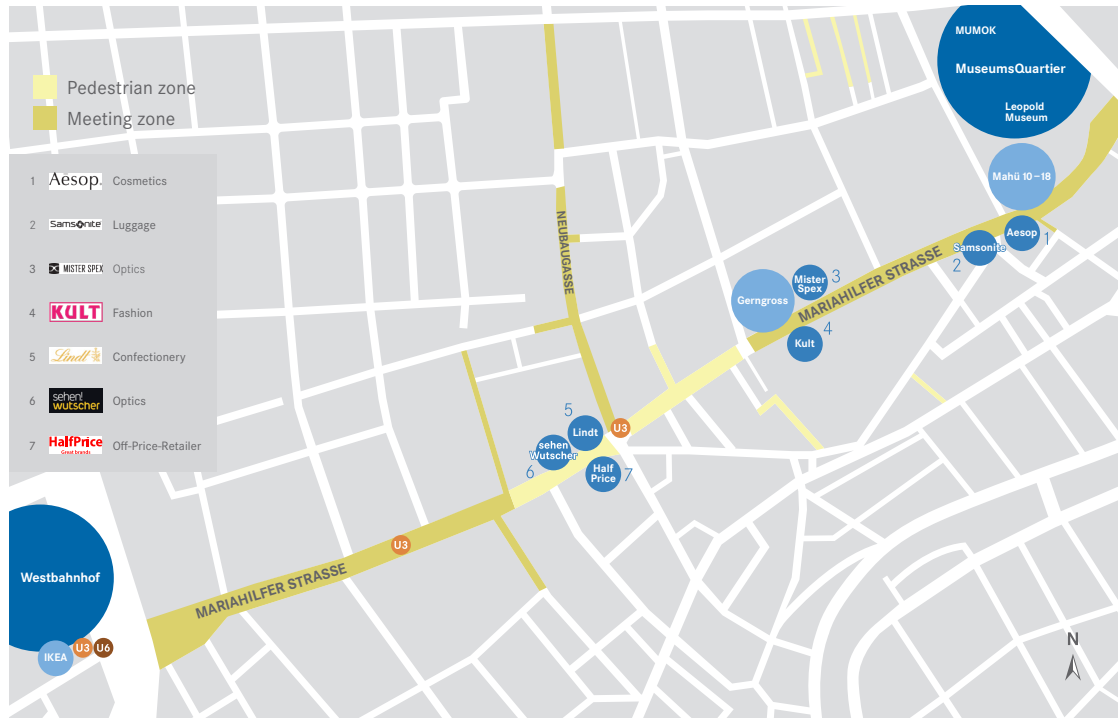 Pedestrian zone
Meeting zone
1 Aēsop. Cosmetics
2 Samsonite Luggage
3 MISTER SPEX Optics
4 KULT Fashion
5 Lindt Confectionery
6 sehen!
wutscher Optics
7 HalfPrice
Great brands Off-Price-Retailer
MUMOK
MuseumsQuartier
Leopold
Museum
Mahü 10–18
Aesop
1
Samsonite
2
MARIAHILFER STRASSE
Mister
Spex
3
Gerngross
4
Kult
NEUBAUGASSE
5
Lindt
U3
sehen
Wutscher
6
Half
Price
7
U3
MARIAHILFER STRASSE
Westbahnhof
IKEA
U3
U6
N